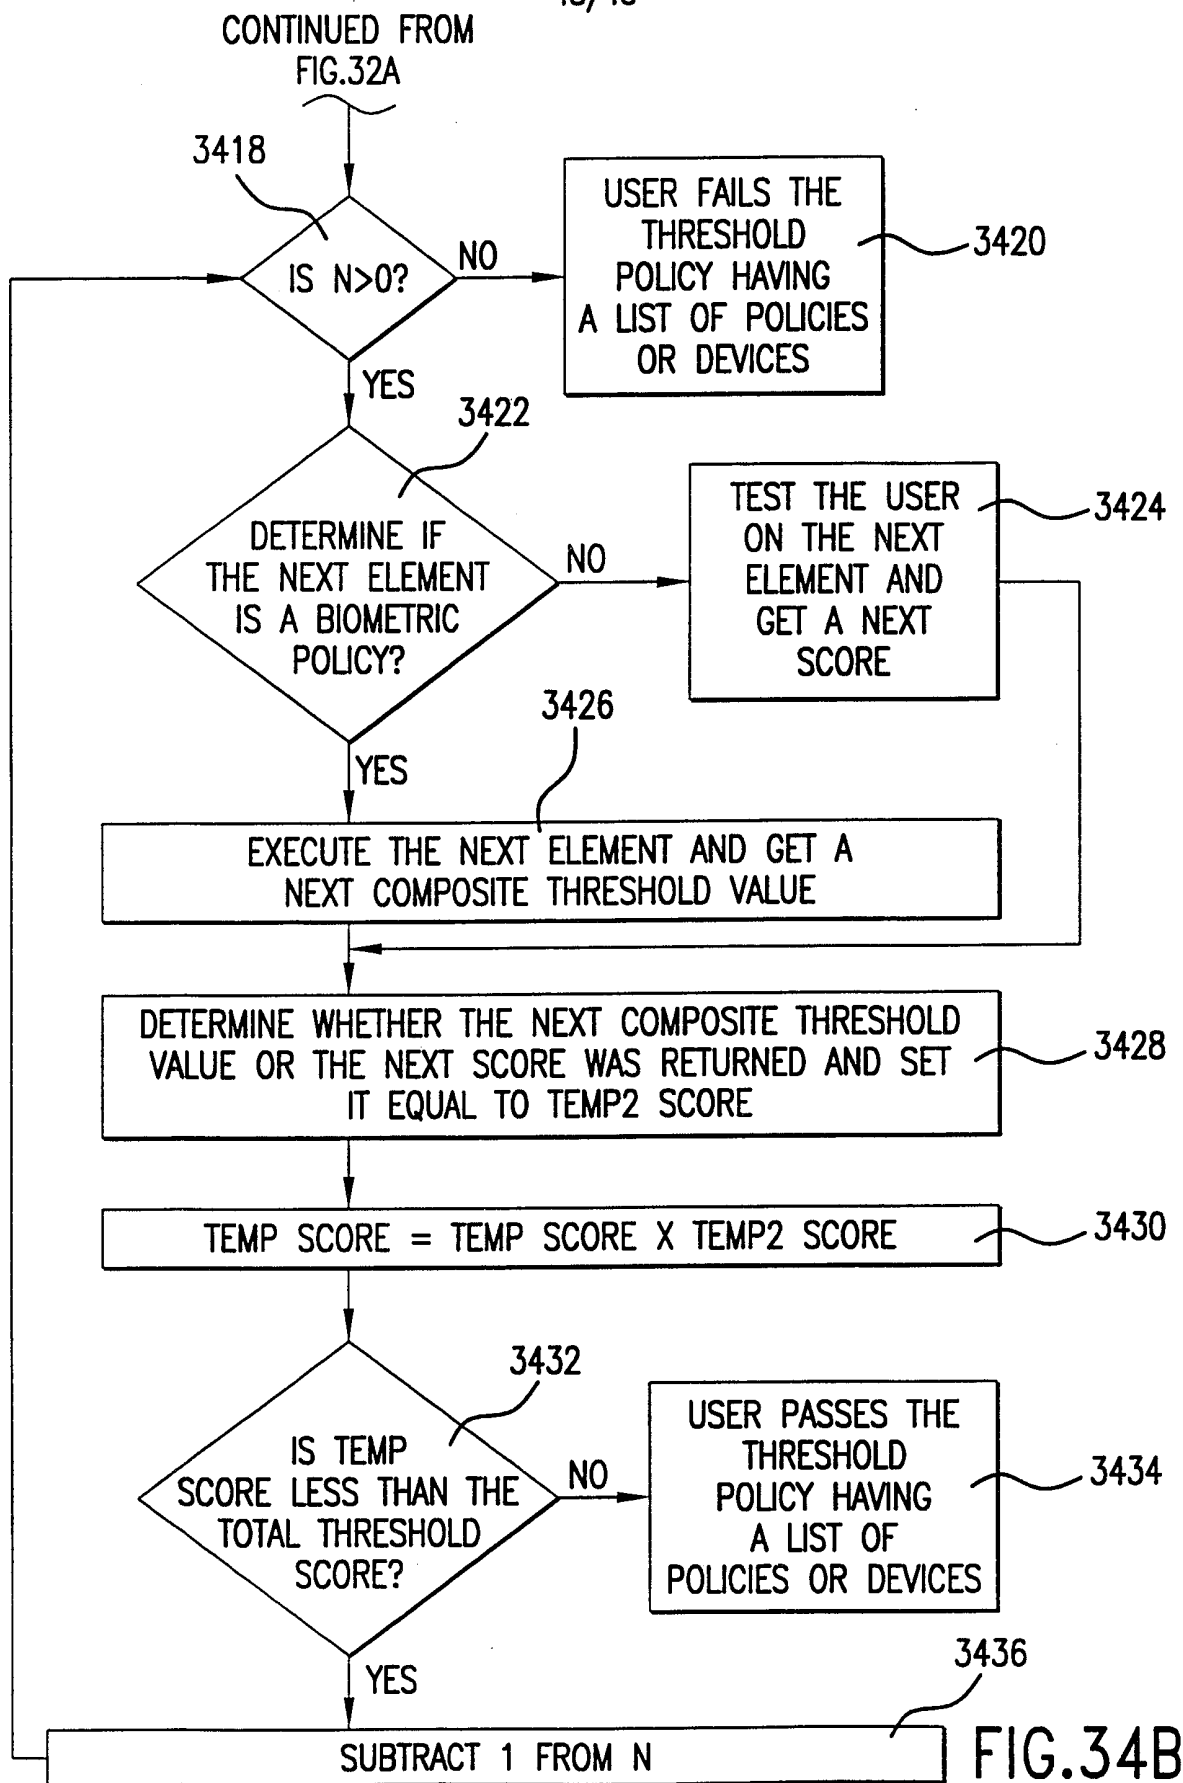 CONTINUED FROM
FIG.32A
3418
IS N>0?
NO
USER FAILS THE
THRESHOLD
POLICY HAVING
A LIST OF POLICIES
OR DEVICES
3420
YES
3422
DETERMINE IF
THE NEXT ELEMENT
IS A BIOMETRIC
POLICY?
NO
TEST THE USER
ON THE NEXT
ELEMENT AND
GET A NEXT
SCORE
3424
YES
3426
EXECUTE THE NEXT ELEMENT AND GET A
NEXT COMPOSITE THRESHOLD VALUE
DETERMINE WHETHER THE NEXT COMPOSITE THRESHOLD
VALUE OR THE NEXT SCORE WAS RETURNED AND SET
IT EQUAL TO TEMP2 SCORE
3428
TEMP SCORE = TEMP SCORE X TEMP2 SCORE
3430
3432
IS TEMP
SCORE LESS THAN THE
TOTAL THRESHOLD
SCORE?
NO
USER PASSES THE
THRESHOLD
POLICY HAVING
A LIST OF
POLICIES OR DEVICES
3434
YES
3436
SUBTRACT 1 FROM N
FIG.34B